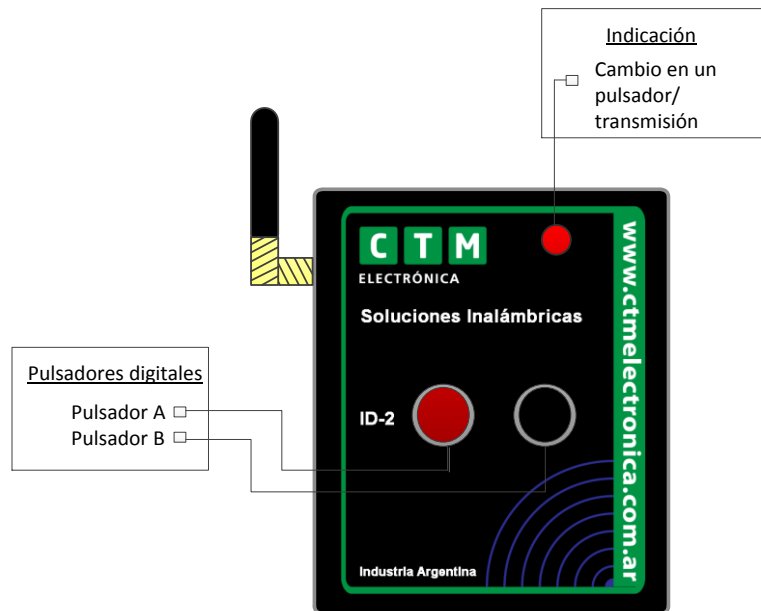 Indicación
Cambio en un
pulsador/
transmisión
C T M
ELECTRÓNICA
Soluciones Inalámbricas
www.ctmelectronica.com.ar
Pulsadores digitales
Pulsador A
Pulsador B
ID-2
Industria Argentina